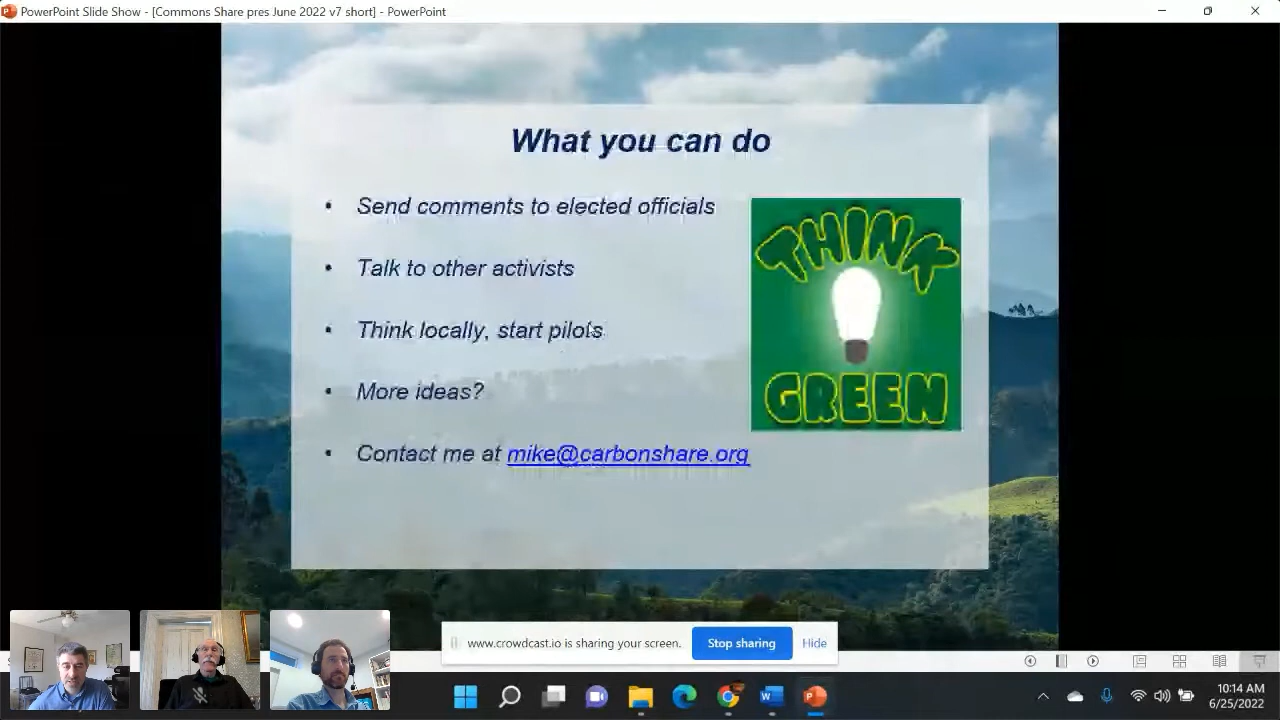 PowerPoint Slide Show - [Commons Share pres June 2022 v7 short] - PowerPoint
What you can do
• Send comments to elected officials
• Talk to other activists
• Think locally, start pilots
• More ideas?
• Contact me at mike@carbonshare.org
THINK
GREEN
www.crowdcast.io is sharing your screen.
Stop sharing
Hide
10:14 AM
6/25/2022